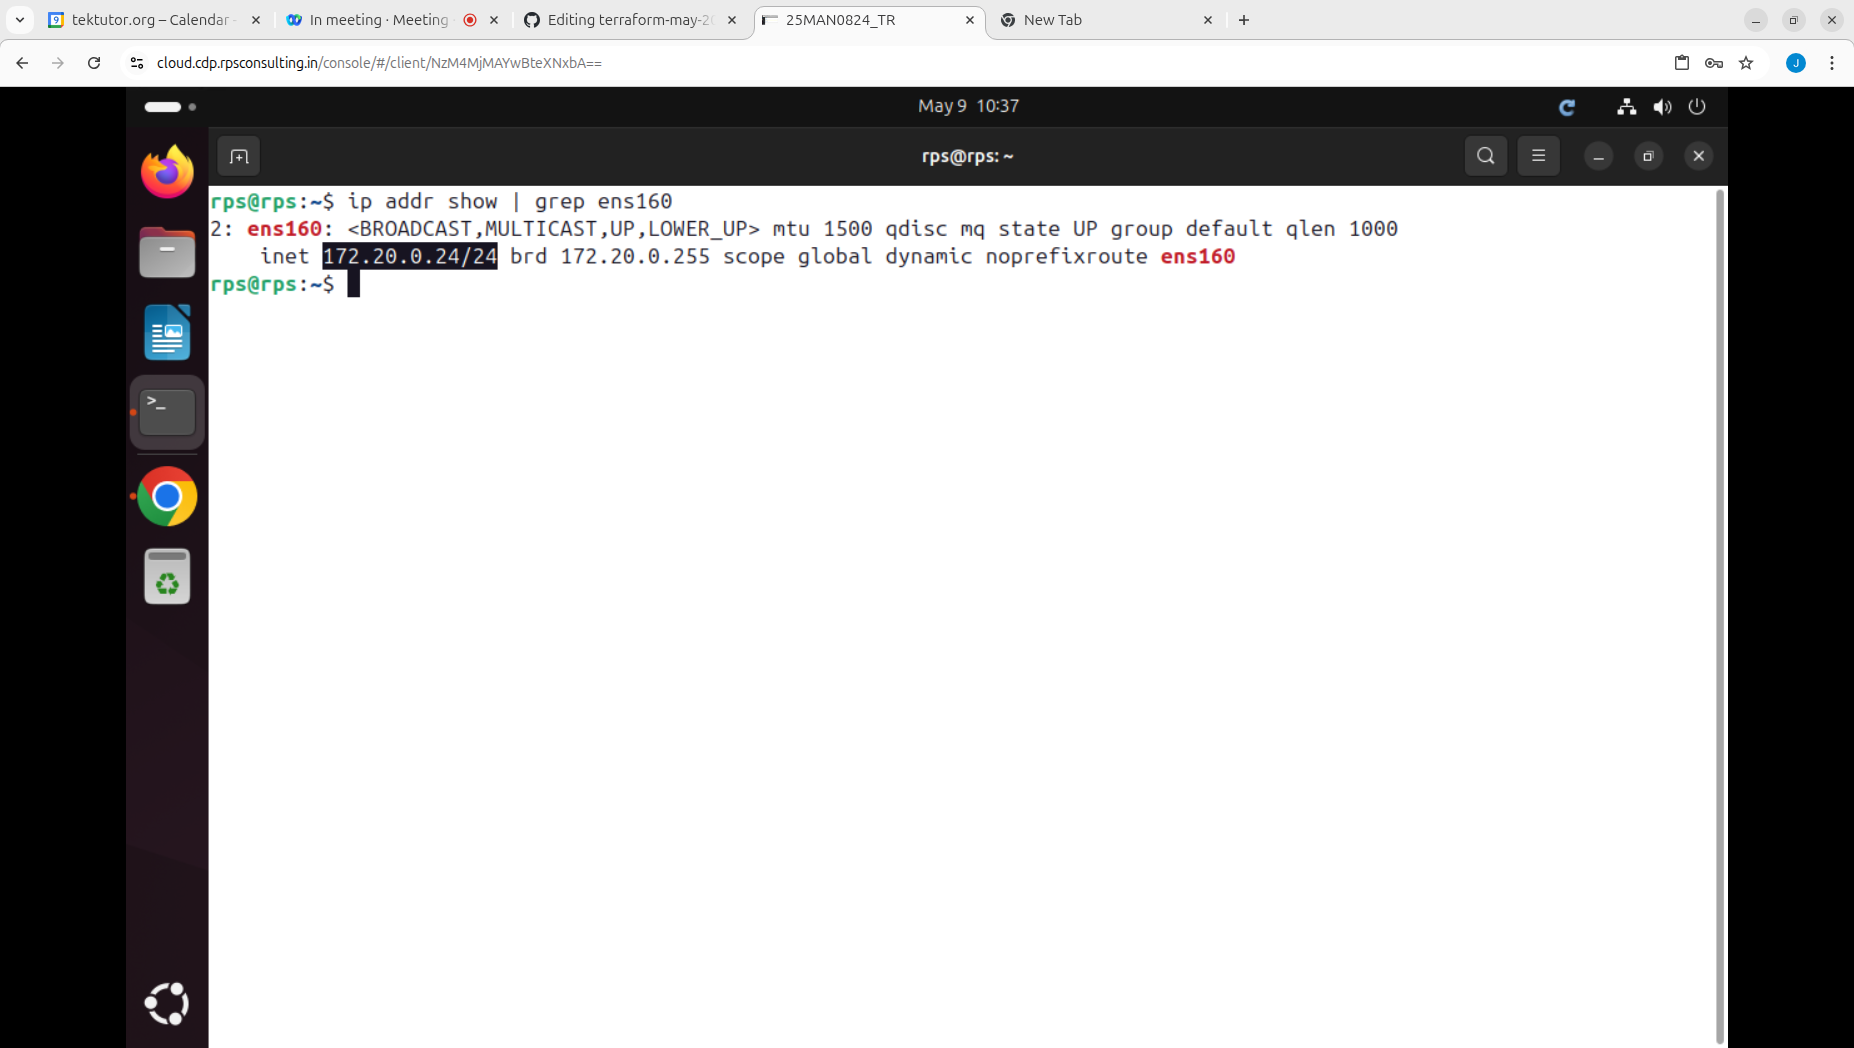 tektutor.org – Calendar
In meeting · Meeting
Editing terraform-may-20
25MAN0824_TR
New Tab
cloud.cdp.rpsconsulting.in/console/#/client/NzM4MjMAYwBteXNxbA==
J
May 9 10:37
rps@rps: ~
rps@rps:~$ ip addr show | grep ens160
2: ens160: <BROADCAST,MULTICAST,UP,LOWER_UP> mtu 1500 qdisc mq state UP group default qlen 1000
inet 172.20.0.24/24 brd 172.20.0.255 scope global dynamic noprefixroute ens160
rps@rps:~$